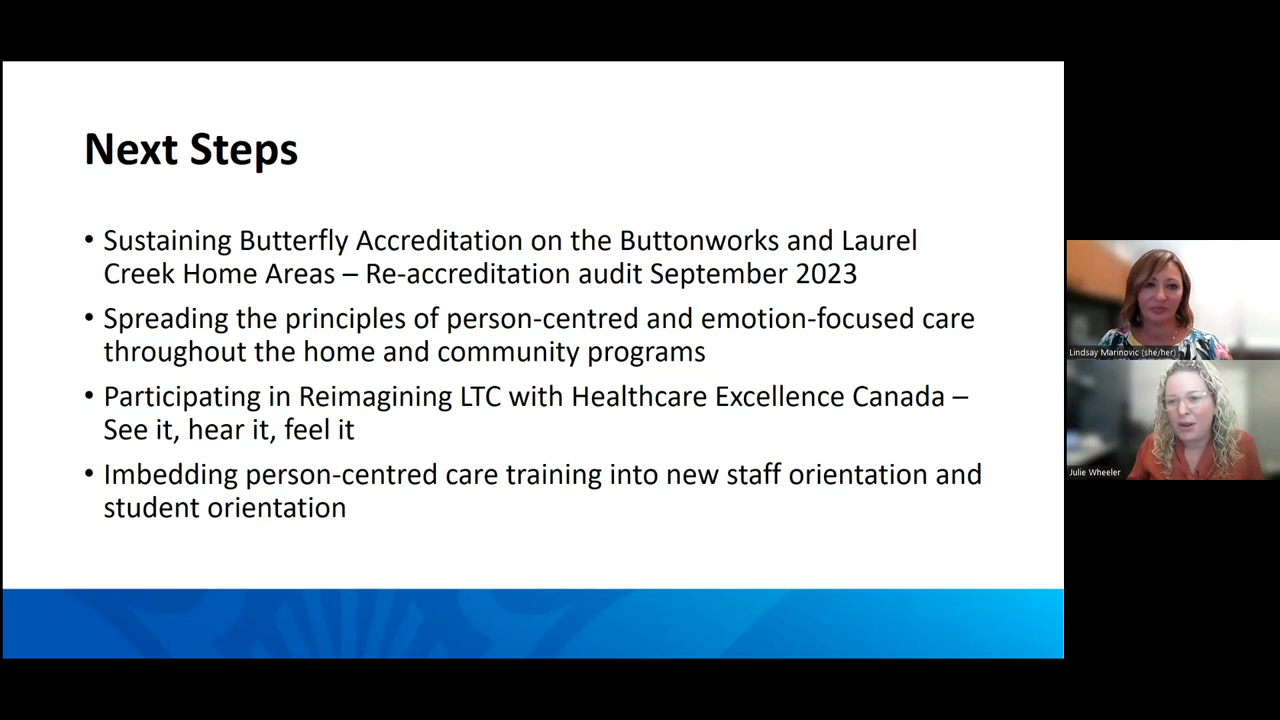 Next Steps
• Sustaining Butterfly Accreditation on the Buttonworks and Laurel
Creek Home Areas – Re-accreditation audit September 2023
• Spreading the principles of person-centred and emotion-focused care
throughout the home and community programs
• Participating in Reimagining LTC with Healthcare Excellence Canada –
See it, hear it, feel it
• Imbedding person-centred care training into new staff orientation and
student orientation
Lindsay Marinovic (she/her)
Julie Wheeler